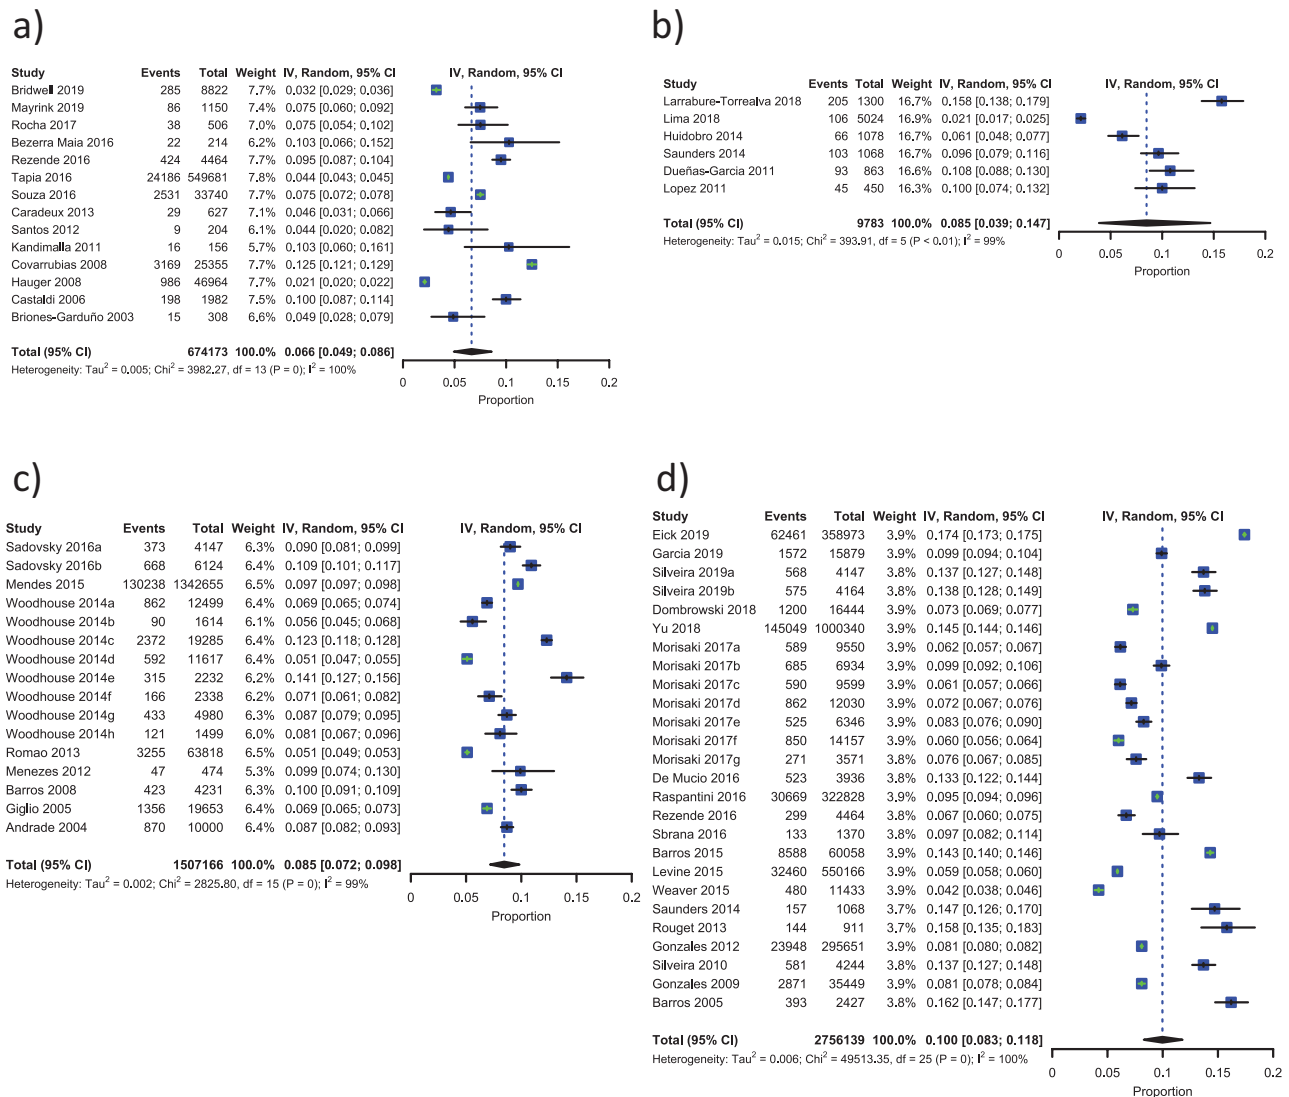 a)
Study Events Total Weight IV, Random, 95% CI IV, Random, 95% CI
Bridwell 2019 285 8822 7.7% 0.032 [0.029; 0.036]
Mayrink 2019 86 1150 7.4% 0.075 [0.060; 0.092]
Rocha 2017 38 506 7.0% 0.075 [0.054; 0.102]
Bezerra Maia 2016 22 214 6.1% 0.103 [0.066; 0.152]
Rezende 2016 424 4464 7.6% 0.095 [0.087; 0.104]
Tapia 2016 24186 549681 7.8% 0.044 [0.043; 0.045]
Souza 2016 2531 33740 7.7% 0.075 [0.072; 0.078]
Caradeux 2013 29 627 7.1% 0.046 [0.031; 0.066]
Santos 2012 9 204 6.1% 0.044 [0.020; 0.082]
Kandimalla 2011 16 156 5.7% 0.103 [0.060; 0.161]
Covarrubias 2008 3169 25355 7.7% 0.125 [0.121; 0.129]
Hauger 2008 986 46964 7.7% 0.021 [0.020; 0.022]
Castaldi 2006 198 1982 7.5% 0.100 [0.087; 0.114]
Briones-Garduño 2003 15 308 6.6% 0.049 [0.028; 0.079]
Total (95% CI) 674173 100.0% 0.066 [0.049; 0.086]
Heterogeneity: Tau² = 0.005; Chi² = 3982.27, df = 13 (P = 0); I² = 100%
0 0.05 0.1 0.15 0.2
Proportion
b)
Study Events Total Weight IV, Random, 95% CI IV, Random, 95% CI
Larrabure-Torrealva 2018 205 1300 16.7% 0.158 [0.138; 0.179]
Lima 2018 106 5024 16.9% 0.021 [0.017; 0.025]
Huidobro 2014 66 1078 16.7% 0.061 [0.048; 0.077]
Saunders 2014 103 1068 16.7% 0.096 [0.079; 0.116]
Dueñas-Garcia 2011 93 863 16.6% 0.108 [0.088; 0.130]
Lopez 2011 45 450 16.3% 0.100 [0.074; 0.132]
Total (95% CI) 9783 100.0% 0.085 [0.039; 0.147]
Heterogeneity: Tau² = 0.015; Chi² = 393.91, df = 5 (P < 0.01); I² = 99%
0 0.05 0.1 0.15 0.2
Proportion
c)
Study Events Total Weight IV, Random, 95% CI IV, Random, 95% CI
Sadovsky 2016a 373 4147 6.3% 0.090 [0.081; 0.099]
Sadovsky 2016b 668 6124 6.4% 0.109 [0.101; 0.117]
Mendes 2015 130238 1342655 6.5% 0.097 [0.097; 0.098]
Woodhouse 2014a 862 12499 6.4% 0.069 [0.065; 0.074]
Woodhouse 2014b 90 1614 6.1% 0.056 [0.045; 0.068]
Woodhouse 2014c 2372 19285 6.4% 0.123 [0.118; 0.128]
Woodhouse 2014d 592 11617 6.4% 0.051 [0.047; 0.055]
Woodhouse 2014e 315 2232 6.2% 0.141 [0.127; 0.156]
Woodhouse 2014f 166 2338 6.2% 0.071 [0.061; 0.082]
Woodhouse 2014g 433 4980 6.3% 0.087 [0.079; 0.095]
Woodhouse 2014h 121 1499 6.0% 0.081 [0.067; 0.096]
Romao 2013 3255 63818 6.5% 0.051 [0.049; 0.053]
Menezes 2012 47 474 5.3% 0.099 [0.074; 0.130]
Barros 2008 423 4231 6.3% 0.100 [0.091; 0.109]
Giglio 2005 1356 19653 6.4% 0.069 [0.065; 0.073]
Andrade 2004 870 10000 6.4% 0.087 [0.082; 0.093]
Total (95% CI) 1507166 100.0% 0.085 [0.072; 0.098]
Heterogeneity: Tau² = 0.002; Chi² = 2825.80, df = 15 (P = 0); I² = 99%
0 0.05 0.1 0.15 0.2
Proportion
d)
Study Events Total Weight IV, Random, 95% CI IV, Random, 95% CI
Eick 2019 62461 358973 3.9% 0.174 [0.173; 0.175]
Garcia 2019 1572 15879 3.9% 0.099 [0.094; 0.104]
Silveira 2019a 568 4147 3.8% 0.137 [0.127; 0.148]
Silveira 2019b 575 4164 3.8% 0.138 [0.128; 0.149]
Dombrowski 2018 1200 16444 3.9% 0.073 [0.069; 0.077]
Yu 2018 145049 1000340 3.9% 0.145 [0.144; 0.146]
Morisaki 2017a 589 9550 3.9% 0.062 [0.057; 0.067]
Morisaki 2017b 685 6934 3.9% 0.099 [0.092; 0.106]
Morisaki 2017c 590 9599 3.9% 0.061 [0.057; 0.066]
Morisaki 2017d 862 12030 3.9% 0.072 [0.067; 0.076]
Morisaki 2017e 525 6346 3.9% 0.083 [0.076; 0.090]
Morisaki 2017f 850 14157 3.9% 0.060 [0.056; 0.064]
Morisaki 2017g 271 3571 3.8% 0.076 [0.067; 0.085]
De Mucio 2016 523 3936 3.8% 0.133 [0.122; 0.144]
Raspantini 2016 30669 322828 3.9% 0.095 [0.094; 0.096]
Rezende 2016 299 4464 3.8% 0.067 [0.060; 0.075]
Sbrana 2016 133 1370 3.8% 0.097 [0.082; 0.114]
Barros 2015 8588 60058 3.9% 0.143 [0.140; 0.146]
Levine 2015 32460 550166 3.9% 0.059 [0.058; 0.060]
Weaver 2015 480 11433 3.9% 0.042 [0.038; 0.046]
Saunders 2014 157 1068 3.7% 0.147 [0.126; 0.170]
Rouget 2013 144 911 3.7% 0.158 [0.135; 0.183]
Gonzales 2012 23948 295651 3.9% 0.081 [0.080; 0.082]
Silveira 2010 581 4244 3.8% 0.137 [0.127; 0.148]
Gonzales 2009 2871 35449 3.9% 0.081 [0.078; 0.084]
Barros 2005 393 2427 3.8% 0.162 [0.147; 0.177]
Total (95% CI) 2756139 100.0% 0.100 [0.083; 0.118]
Heterogeneity: Tau² = 0.006; Chi² = 49513.35, df = 25 (P = 0); I² = 100%
0 0.05 0.1 0.15 0.2
Proportion